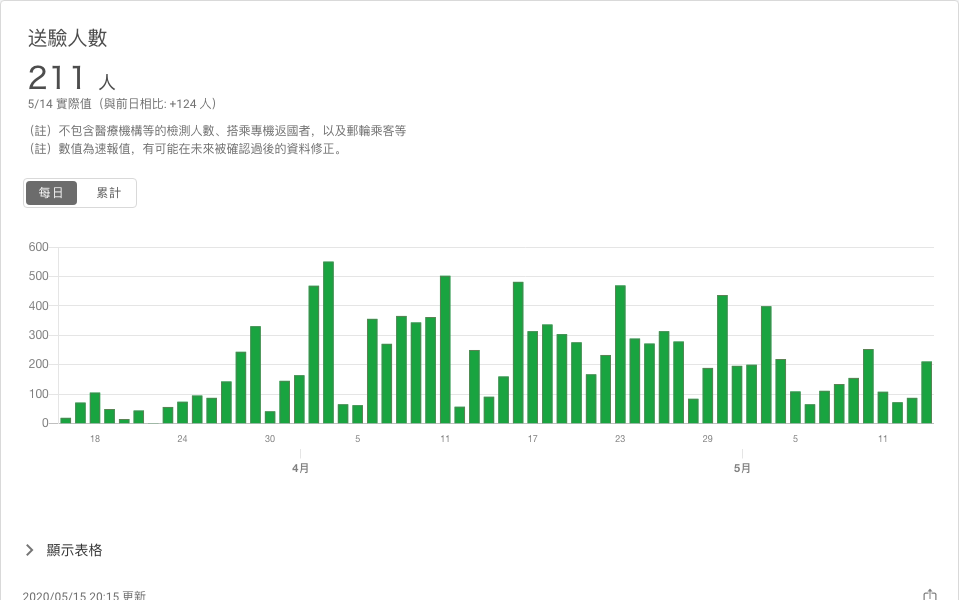 送驗人數
211 人
5/14 實際值（與前日相比: +124 人）
（註）不包含醫療機構等的檢測人數、搭乘專機返國者，以及郵輪乘客等
（註）數值為速報值，有可能在未來被確認過後的資料修正。
每日 累計
600
500
400
300
200
100
0
18 24 30 5 11 17 23 29 5 11
4月 5月
顯示表格
2020/05/15 20:15 更新